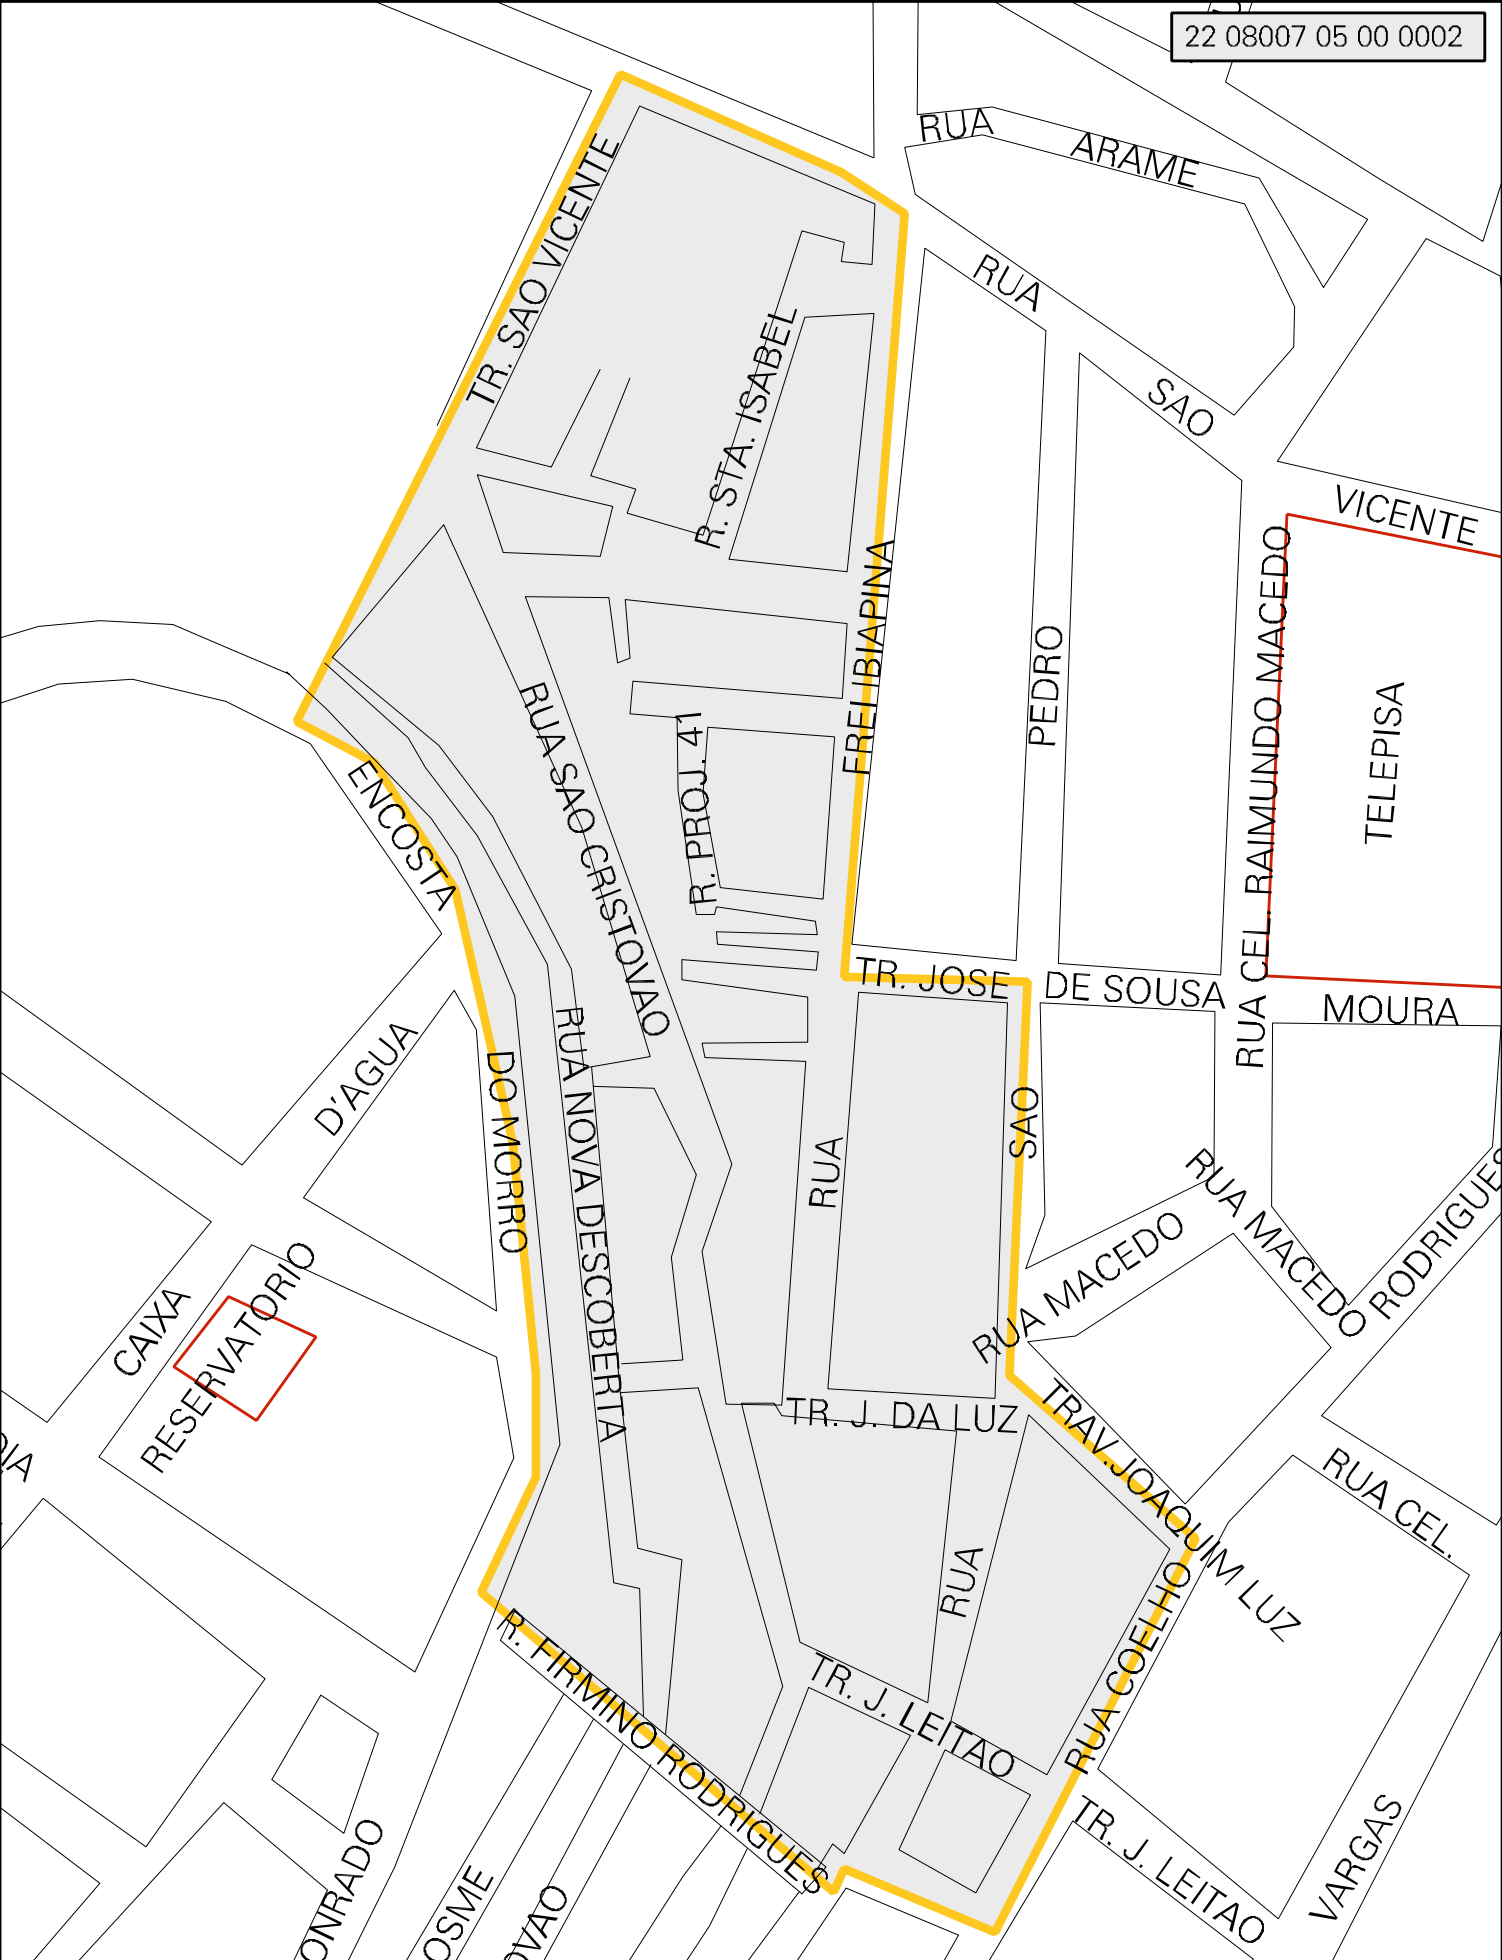 22 08007 05 00 0002
RUA
ARAME
TR. SAO VICENTE
RUA
SAO
VICENTE
R. STA. ISABEL
FREI IBIAPINA
PEDRO
RUA CEL. RAIMUNDO MACEDO
TELEPISA
RUA SAO CRISTOVAO
R. PROJ. 41
ENCOSTA
TR. JOSE
DE SOUSA
MOURA
D'AGUA
DO MORRO
RUA NOVA DESCOBERTA
RUA
SAO
RUA MACEDO
RUA MACEDO
RODRIGUES
CAIXA
RESERVATORIO
TR. J. DA LUZ
TRAV.JOAQUIM LUZ
RUA CEL.
DIA
RUA
RUA COELHO
R. FIRMINO RODRIGUES
TR. J. LEITAO
TR. J. LEITAO
VARGAS
ONRADO
OSME
OVAO